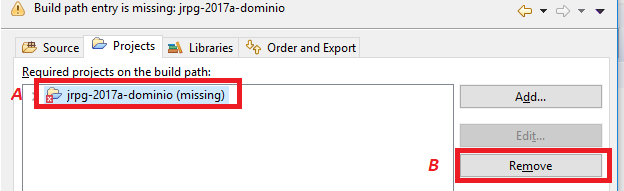 Build path entry is missing: jrpg-2017a-dominio
Source Projects Libraries Order and Export
Required projects on the build path:
A jrpg-2017a-dominio (missing)
Add...
Edit...
B Remove